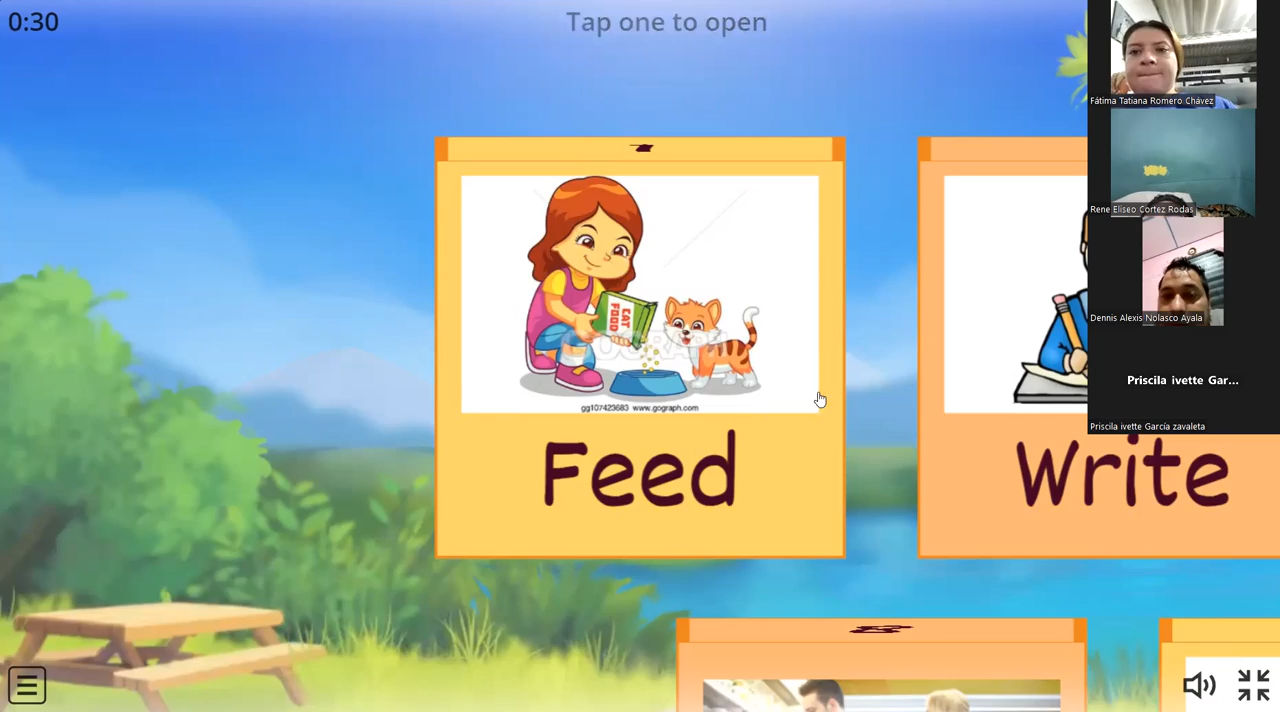 0:30
Tap one to open
CAT
FOOD
GOGRAPH
gg107423683 www.gograph.com
Feed
Write
Fátima Tatiana Romero Chávez
Rene Eliseo Cortez Rodas
Dennis Alexis Nolasco Ayala
Priscila ivette Gar...
Priscila ivette García zavaleta